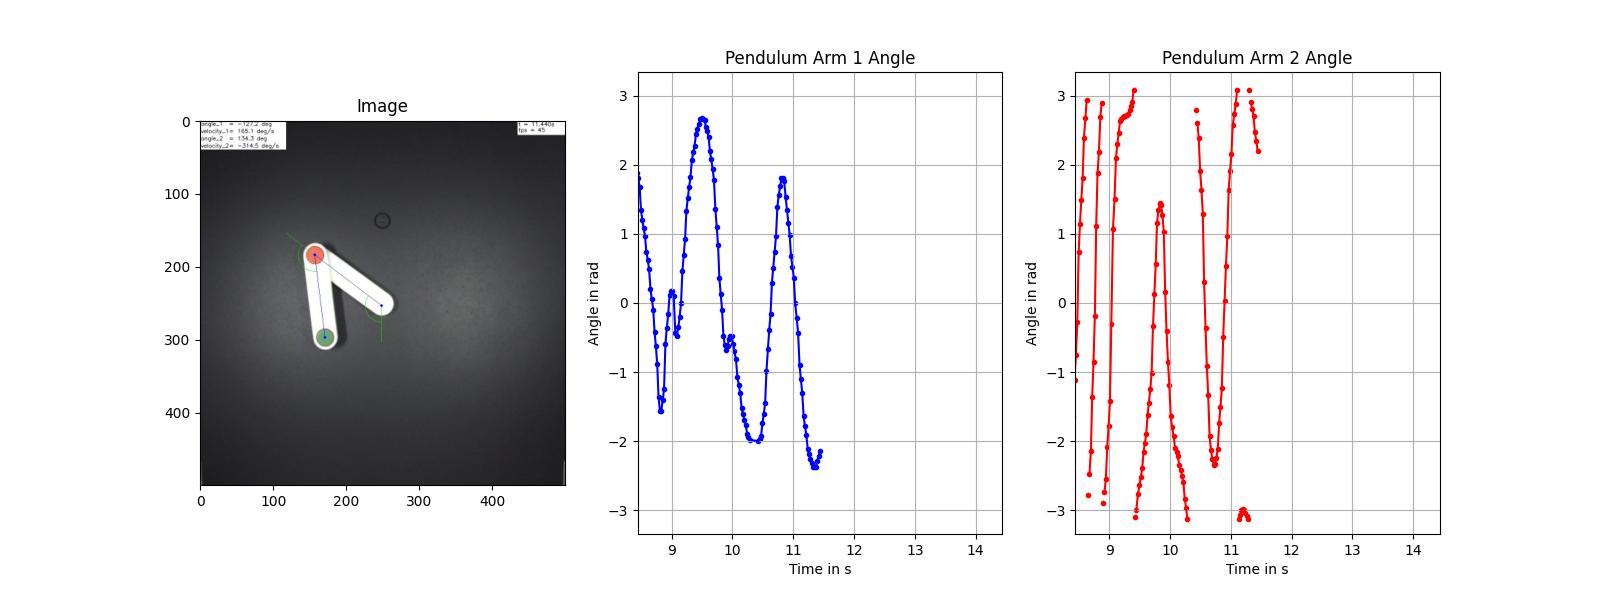 Image
angle_1 = -127.2 deg
velocity_1= 165.1 deg/s
angle_2 = 134.3 deg
velocity_2= -314.5 deg/s
t = 11.440s
fps = 45
0
100
200
300
400
0 100 200 300 400
Pendulum Arm 1 Angle
Angle in rad
3
2
1
0
−1
−2
−3
9 10 11 12 13 14
Time in s
Pendulum Arm 2 Angle
Angle in rad
3
2
1
0
−1
−2
−3
9 10 11 12 13 14
Time in s